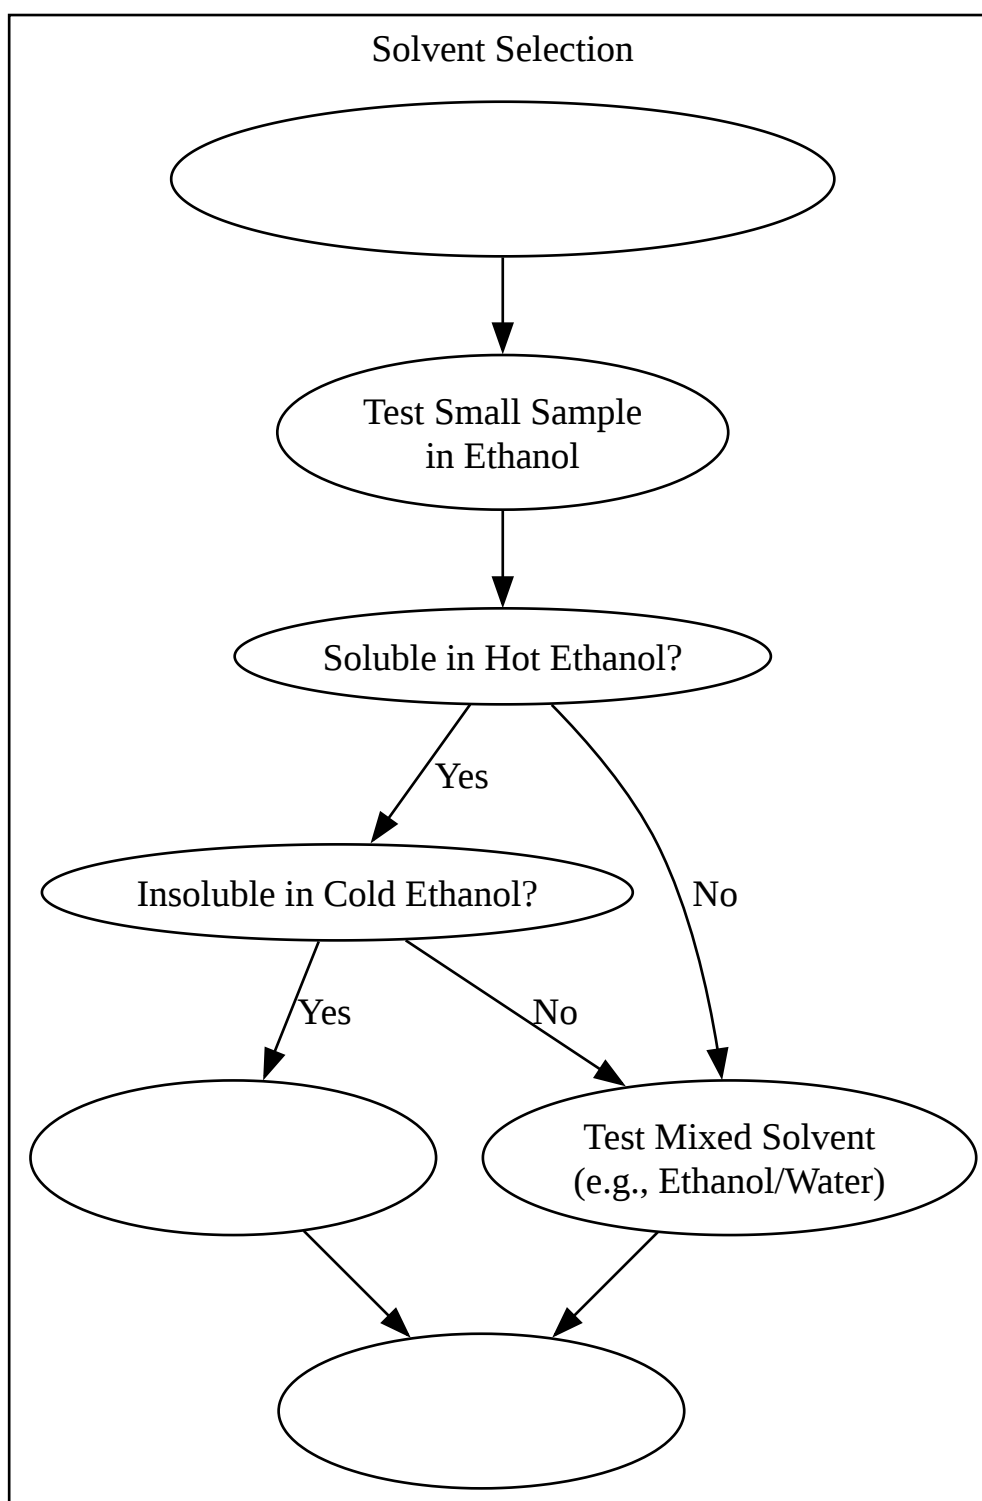 Solvent Selection
Test Small Sample
in Ethanol
Soluble in Hot Ethanol?
Yes
Insoluble in Cold Ethanol?
No
Yes
No
Test Mixed Solvent
(e.g., Ethanol/Water)